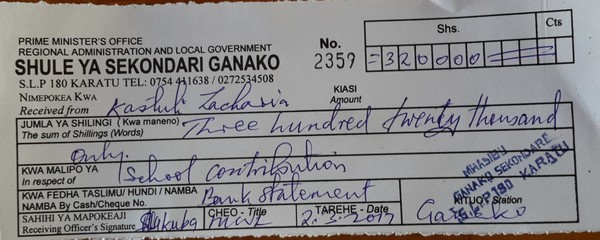 PRIME MINISTER'S OFFICE
REGIONAL ADMINISTRATION AND LOCAL GOVERNMENT
SHULE YA SEKONDARI GANAKO
S.L.P 180 KARATU TEL: 0754 441638 / 0272534508
No. 2359
Shs. Cts
=320000=
NIMEPOKEA KWA
Received from Zacharia
KIASI
Amount
JUMLA YA SHILINGI (Kwa maneno) Three hundred twenty thousand
The sum of Shillings (Words)
Only.
KWA MALIPO YA School contribution
In respect of
KWA FEDHA TASLIMU/ HUNDI / NAMBA Bank statement
NAMBA By Cash/Cheque No.
SAHIHI YA MAPOKEAJI CHEO - Title TAREHE - Date 2.3.2017 KITUO Station Ganako
Receiving Officer's Signature
MHASIBU
GANAKO SEKONDARI
S.L.P 180 KARATU